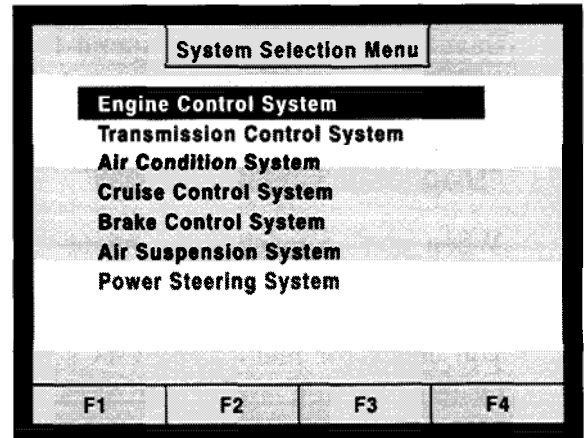 System Selection Menu
Engine Control System
Transmission Control System
Air Condition System
Cruise Control System
Brake Control System
Air Suspension System
Power Steering System
F1 F2 F3 F4